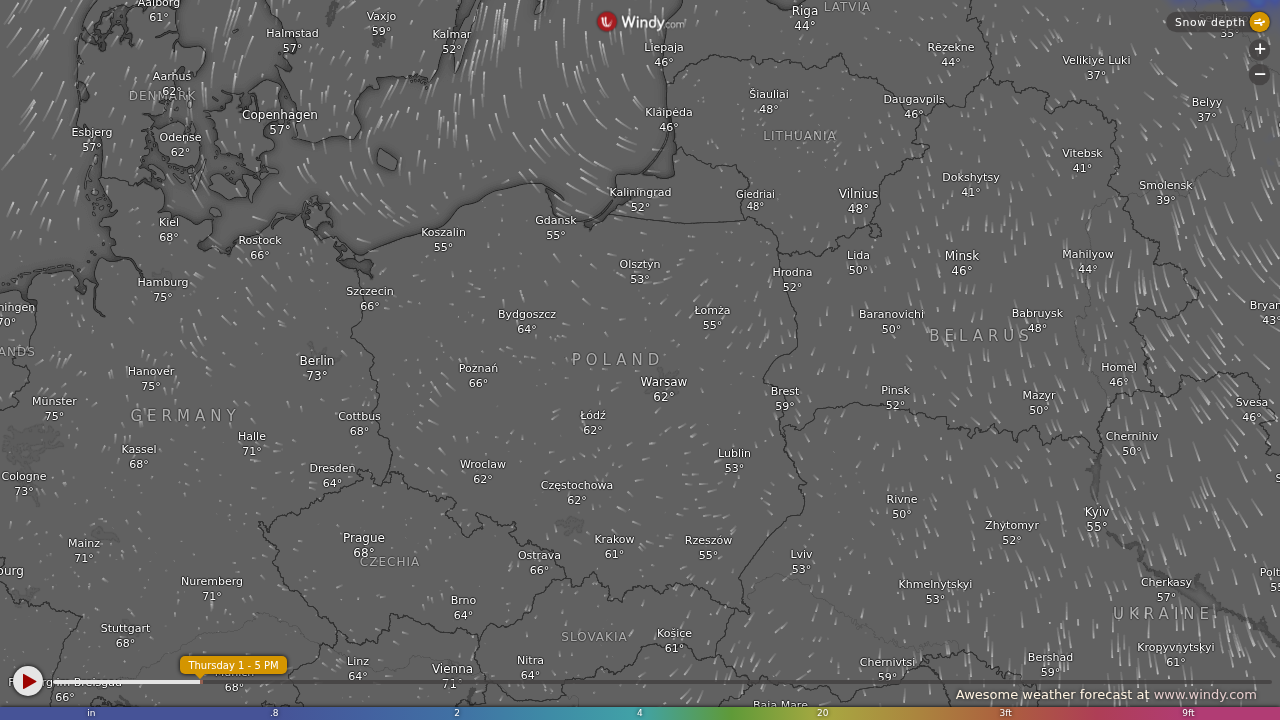 Aalborg
61°
Vaxjo
59°
Halmstad
57°
Kalmar
52°
Windy.com
Riga
44°
LATVIA
Liepaja
46°
Rēzekne
44°
Velikiye Luki
37°
Snow depth
+
−
Aarhus
62°
DENMARK
Copenhagen
57°
Esbjerg
57°
Odense
62°
Šiauliai
48°
Klaipėda
46°
LITHUANIA
Daugavpils
46°
Belyy
37°
Vitebsk
41°
Smolensk
39°
Dokshytsy
41°
Kaliningrad
52°
Giedriai
48°
Vilnius
48°
Kiel
68°
Rostock
66°
Koszalin
55°
Gdansk
55°
Olsztyn
53°
Hrodna
52°
Lida
50°
Minsk
46°
Mahilyow
44°
Hamburg
75°
Szczecin
66°
Bydgoszcz
64°
Łomża
55°
Baranovichi
50°
Babruysk
48°
BELARUS
43°
70°
ANDS
Hanover
75°
Berlin
73°
Poznań
66°
POLAND
Warsaw
62°
Brest
59°
Pinsk
52°
Mazyr
50°
Homel
46°
Svesa
46°
Münster
75°
GERMANY
Cottbus
68°
Łódź
62°
Kassel
68°
Halle
71°
Dresden
64°
Wroclaw
62°
Częstochowa
62°
Lublin
53°
Chernihiv
50°
Cologne
73°
Rivne
50°
Kyiv
55°
Zhytomyr
52°
Mainz
71°
Prague
68°
CZECHIA
Ostrava
66°
Krakow
61°
Rzeszów
55°
Lviv
53°
Khmelnytskyi
53°
Cherkasy
57°
UKRAINE
Nuremberg
71°
Brno
64°
SLOVAKIA
Košice
61°
Stuttgart
68°
Kropyvnytskyi
61°
Thursday 1 - 5 PM
Munich
68°
66°
Linz
64°
Vienna
71°
Nitra
64°
Chernivtsi
59°
Bershad
59°
Baia Mare
Awesome weather forecast at www.windy.com
in .8 2 4 20 3ft 9ft